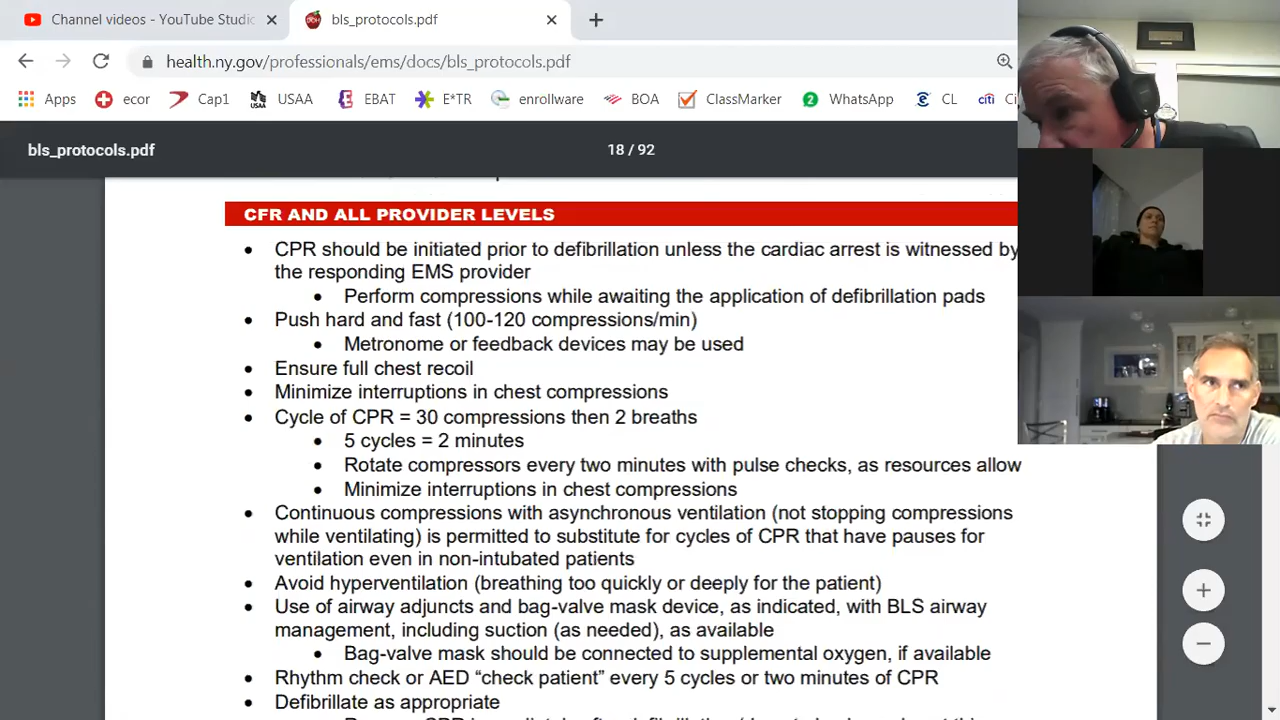 Channel videos - YouTube Studio
bls_protocols.pdf
health.ny.gov/professionals/ems/docs/bls_protocols.pdf
Apps
ecor
Cap1
USAA
EBAT
E*TR
enrollware
BOA
ClassMarker
2
WhatsApp
CL
citi
Ci
bls_protocols.pdf
18 / 92
CFR AND ALL PROVIDER LEVELS
• CPR should be initiated prior to defibrillation unless the cardiac arrest is witnessed by
the responding EMS provider
• Perform compressions while awaiting the application of defibrillation pads
• Push hard and fast (100-120 compressions/min)
• Metronome or feedback devices may be used
• Ensure full chest recoil
• Minimize interruptions in chest compressions
• Cycle of CPR = 30 compressions then 2 breaths
• 5 cycles = 2 minutes
• Rotate compressors every two minutes with pulse checks, as resources allow
• Minimize interruptions in chest compressions
• Continuous compressions with asynchronous ventilation (not stopping compressions
while ventilating) is permitted to substitute for cycles of CPR that have pauses for
ventilation even in non-intubated patients
• Avoid hyperventilation (breathing too quickly or deeply for the patient)
• Use of airway adjuncts and bag-valve mask device, as indicated, with BLS airway
management, including suction (as needed), as available
• Bag-valve mask should be connected to supplemental oxygen, if available
• Rhythm check or AED “check patient” every 5 cycles or two minutes of CPR
• Defibrillate as appropriate